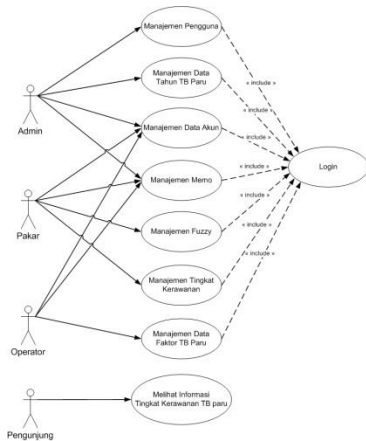 Manajemen Pengguna
« include »
Manajemen Data
Tahun TB Paru
« include »
Admin
Manajemen Data Akun
« include »
Manajemen Memo
« include »
Login
Pakar
Manajemen Fuzzy
« include »
« include »
Manajemen Tingkat
Kerawanan
Operator
Manajemen Data
Faktor TB Paru
« include »
Pengunjung
Melihat Informasi
Tingkat Kerawanan TB paru